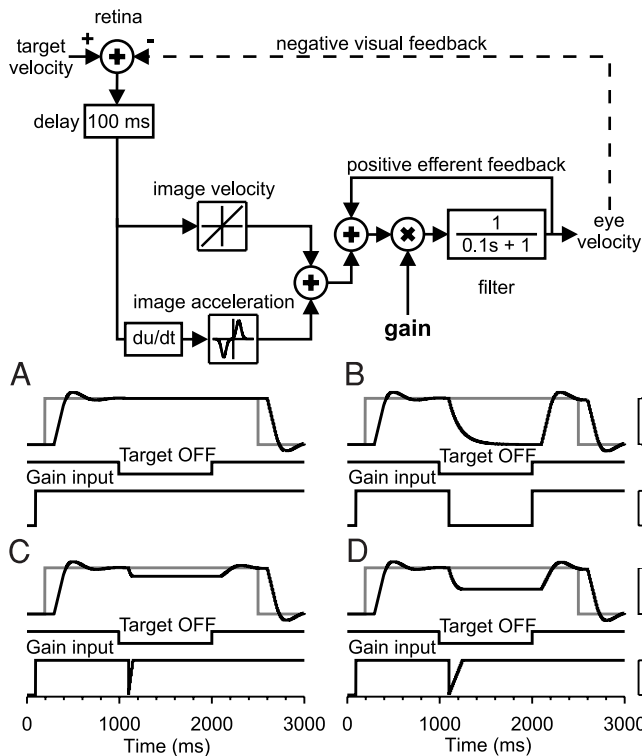 retina
target
velocity
+
-
negative visual feedback
delay
100 ms
image velocity
positive efferent feedback
1
0.1s + 1
eye
velocity
filter
image acceleration
gain
du/dt
A
B
Target OFF
Target OFF
Gain input
Gain input
C
D
Target OFF
Target OFF
Gain input
Gain input
0 1000 2000 3000
0 1000 2000 3000
Time (ms)
Time (ms)